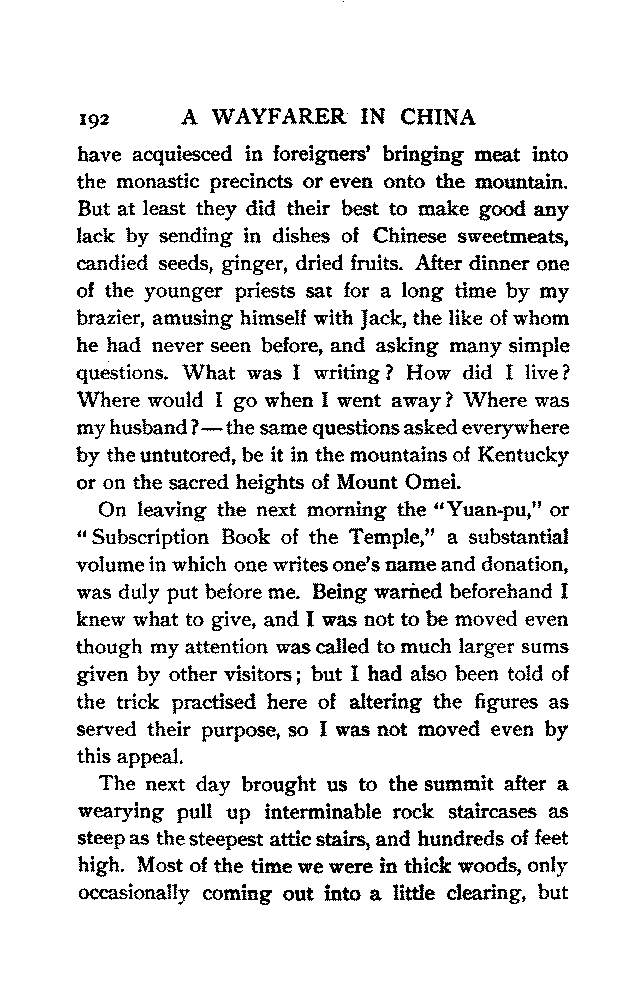 192 A WAYFARER IN CHINA
have acquiesced in foreigners' bringing meat into
the monastic precincts or even onto the mountain.
But at least they did their best to make good any
lack by sending in dishes of Chinese sweetmeats,
candied seeds, ginger, dried fruits. After dinner one
of the younger priests sat for a long time by my
brazier, amusing himself with Jack, the like of whom
he had never seen before, and asking many simple
questions. What was I writing? How did I live?
Where would I go when I went away? Where was
my husband?—the same questions asked everywhere
by the untutored, be it in the mountains of Kentucky
or on the sacred heights of Mount Omei.
On leaving the next morning the "Yuan-pu," or
"Subscription Book of the Temple," a substantial
volume in which one writes one's name and donation,
was duly put before me. Being warned beforehand I
knew what to give, and I was not to be moved even
though my attention was called to much larger sums
given by other visitors; but I had also been told of
the trick practised here of altering the figures as
served their purpose, so I was not moved even by
this appeal.
The next day brought us to the summit after a
wearying pull up interminable rock staircases as
steep as the steepest attic stairs, and hundreds of feet
high. Most of the time we were in thick woods, only
occasionally coming out into a little clearing, but